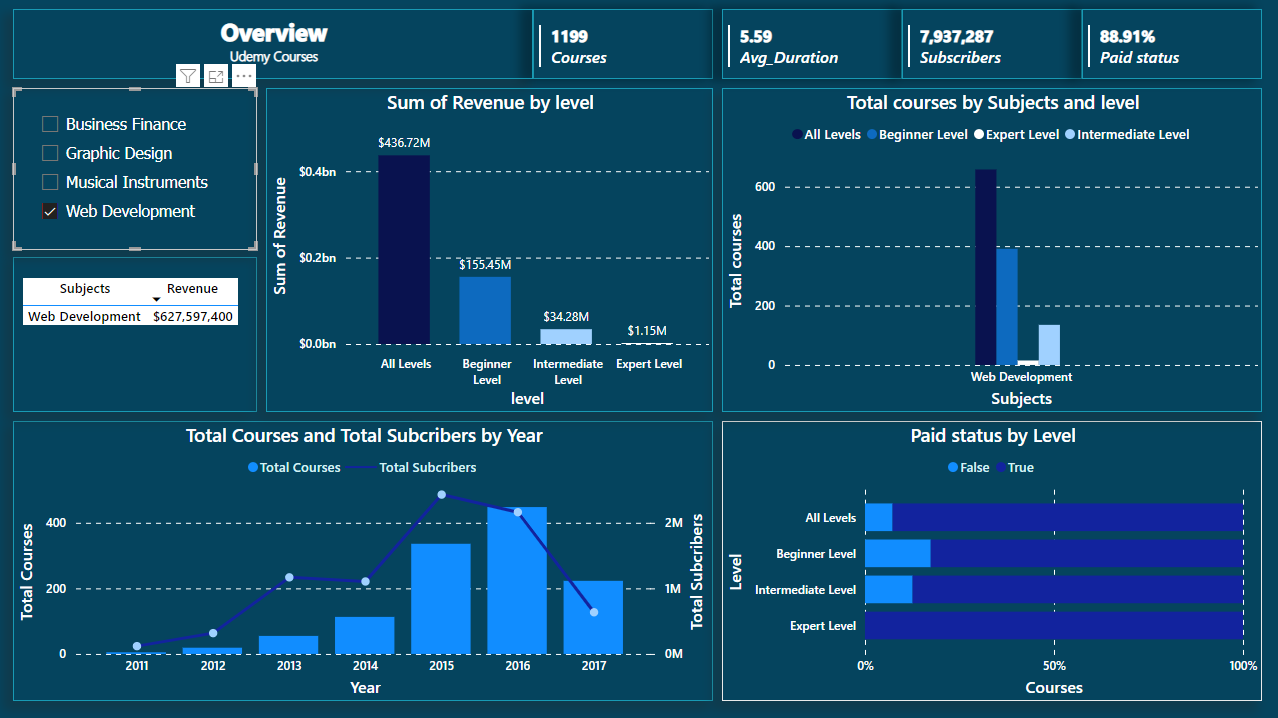 Overview
Udemy Courses
1199
Courses
5.59
Avg_Duration
7,937,287
Subscribers
88.91%
Paid status
Business Finance
Graphic Design
Musical Instruments
Web Development
Subjects Revenue
Web Development $627,597,400
Sum of Revenue by level
Sum of Revenue
$0.4bn
$0.2bn
$0.0bn
$436.72M
$155.45M
$34.28M
$1.15M
All Levels
Beginner
Level
Intermediate
Level
Expert Level
level
Total courses by Subjects and level
All Levels Beginner Level Expert Level Intermediate Level
Total courses
600
400
200
0
Web Development
Subjects
Total Courses and Total Subcribers by Year
Total Courses Total Subcribers
Total Courses
400
200
0
2M
1M
0M
Total Subcribers
2011 2012 2013 2014 2015 2016 2017
Year
Paid status by Level
False True
Level
All Levels
Beginner Level
Intermediate Level
Expert Level
0% 50% 100%
Courses